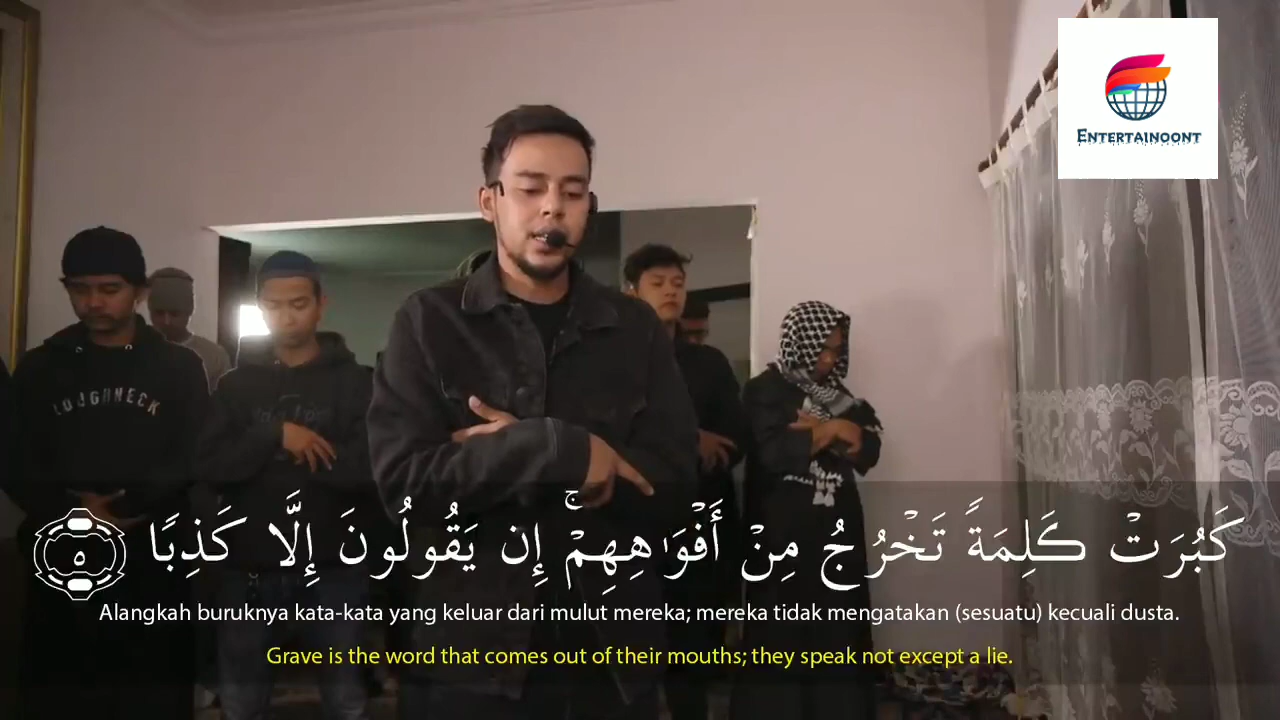 ENTERTAINOONT
LOUGHNECK
كَبُرَتْ كَلِمَةً تَخْرُجُ مِنْ أَفْوَٰهِهِمْ ۚ إِن يَقُولُونَ إِلَّا كَذِبًا ٥
Alangkah buruknya kata-kata yang keluar dari mulut mereka; mereka tidak mengatakan (sesuatu) kecuali dusta.
Grave is the word that comes out of their mouths; they speak not except a lie.